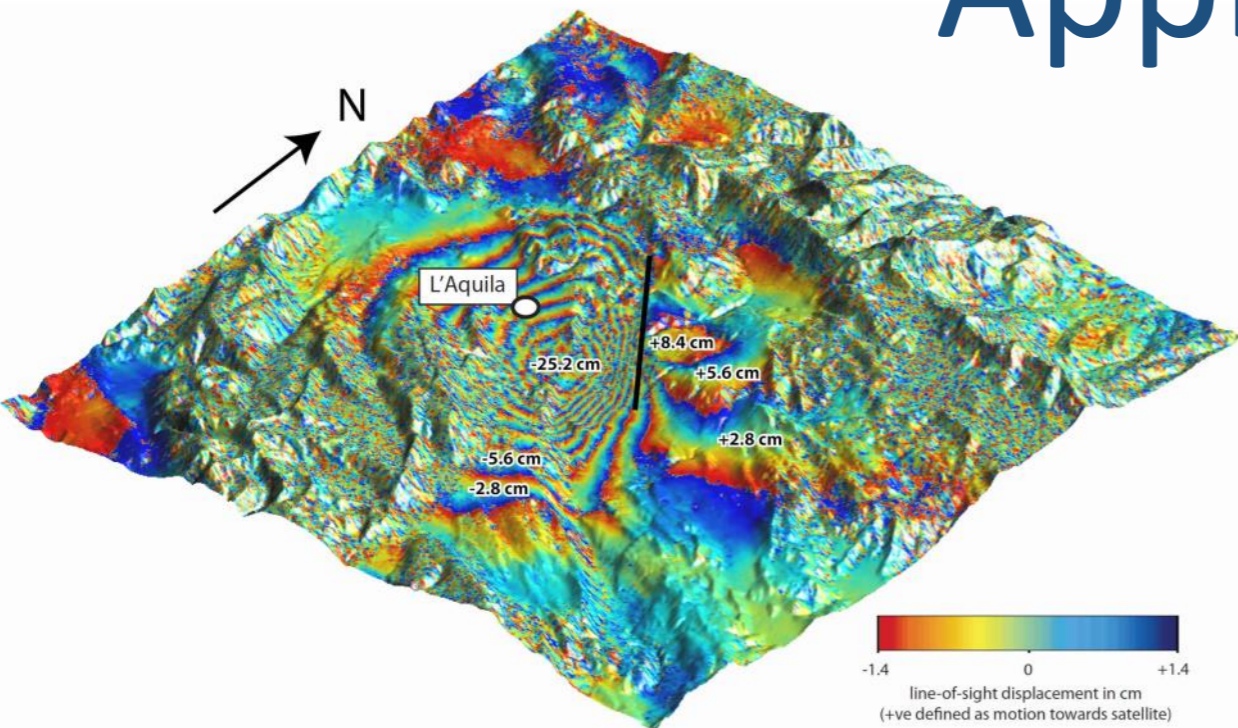 N
L'Aquila
+8.4 cm
-25.2 cm
+5.6 cm
+2.8 cm
-5.6 cm
-2.8 cm
-1.4 0 +1.4
line-of-sight displacement in cm
(+ve defined as motion towards satellite)